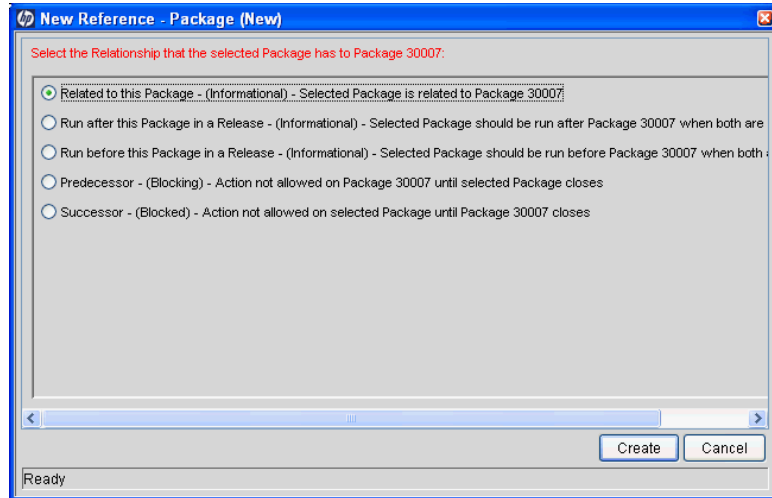 hp New Reference - Package (New)
Select the Relationship that the selected Package has to Package 30007:
Related to this Package - (Informational) - Selected Package is related to Package 30007
Run after this Package in a Release - (Informational) - Selected Package should be run after Package 30007 when both are
Run before this Package in a Release - (Informational) - Selected Package should be run before Package 30007 when both
Predecessor - (Blocking) - Action not allowed on Package 30007 until selected Package closes
Successor - (Blocked) - Action not allowed on selected Package until Package 30007 closes
Create Cancel
Ready